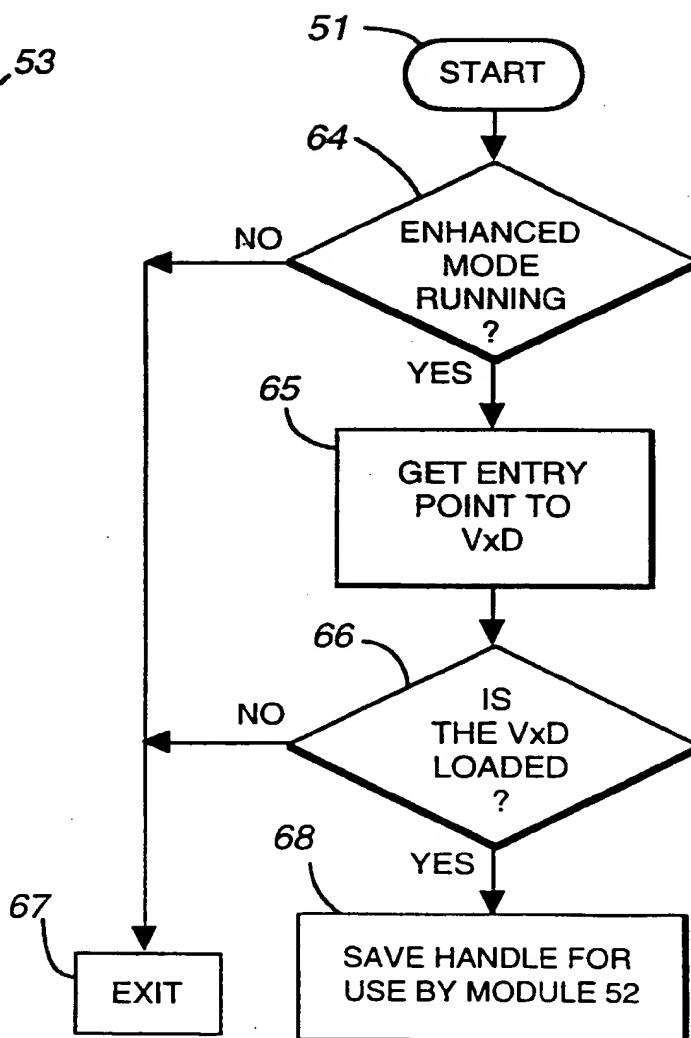 53
51
START
64
NO
ENHANCED
MODE
RUNNING
?
YES
65
GET ENTRY
POINT TO
VxD
66
NO
IS
THE VxD
LOADED
?
YES
68
67
EXIT
SAVE HANDLE FOR
USE BY MODULE 52